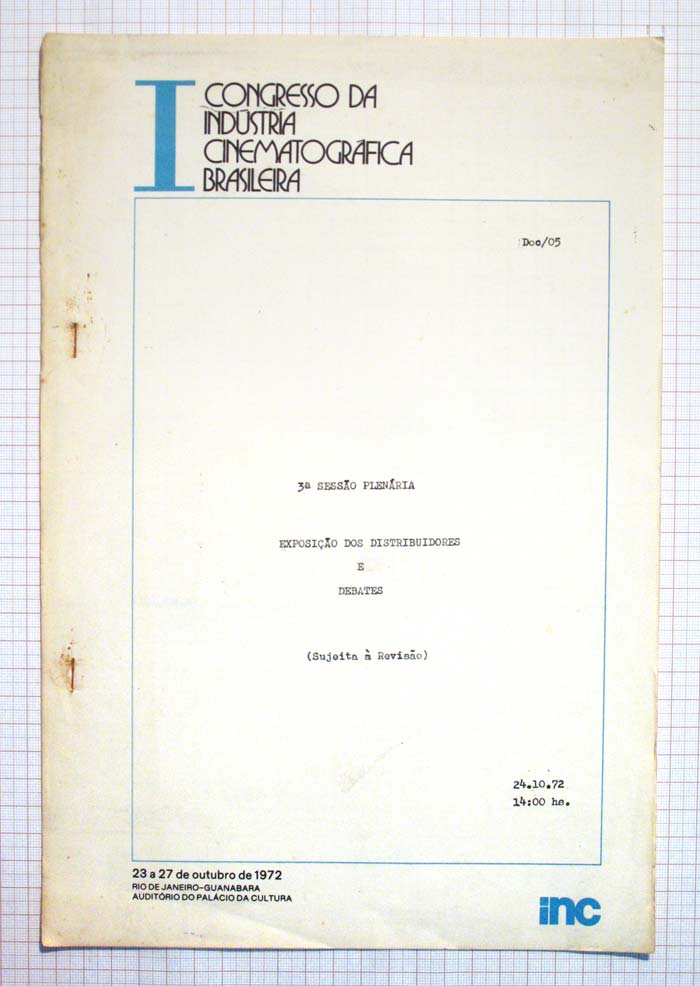 I CONGRESSO DA
INDÚSTRIA
CINEMATOGRÁFICA
BRASILEIRA
Doc/05
3ª SESSÃO PLENÁRIA
EXPOSIÇÃO DOS DISTRIBUIDORES
E
DEBATES
(Sujeita à Revisão)
24.10.72
14:00 hs.
23 a 27 de outubro de 1972
RIO DE JANEIRO-GUANABARA
AUDITÓRIO DO PALÁCIO DA CULTURA
inc